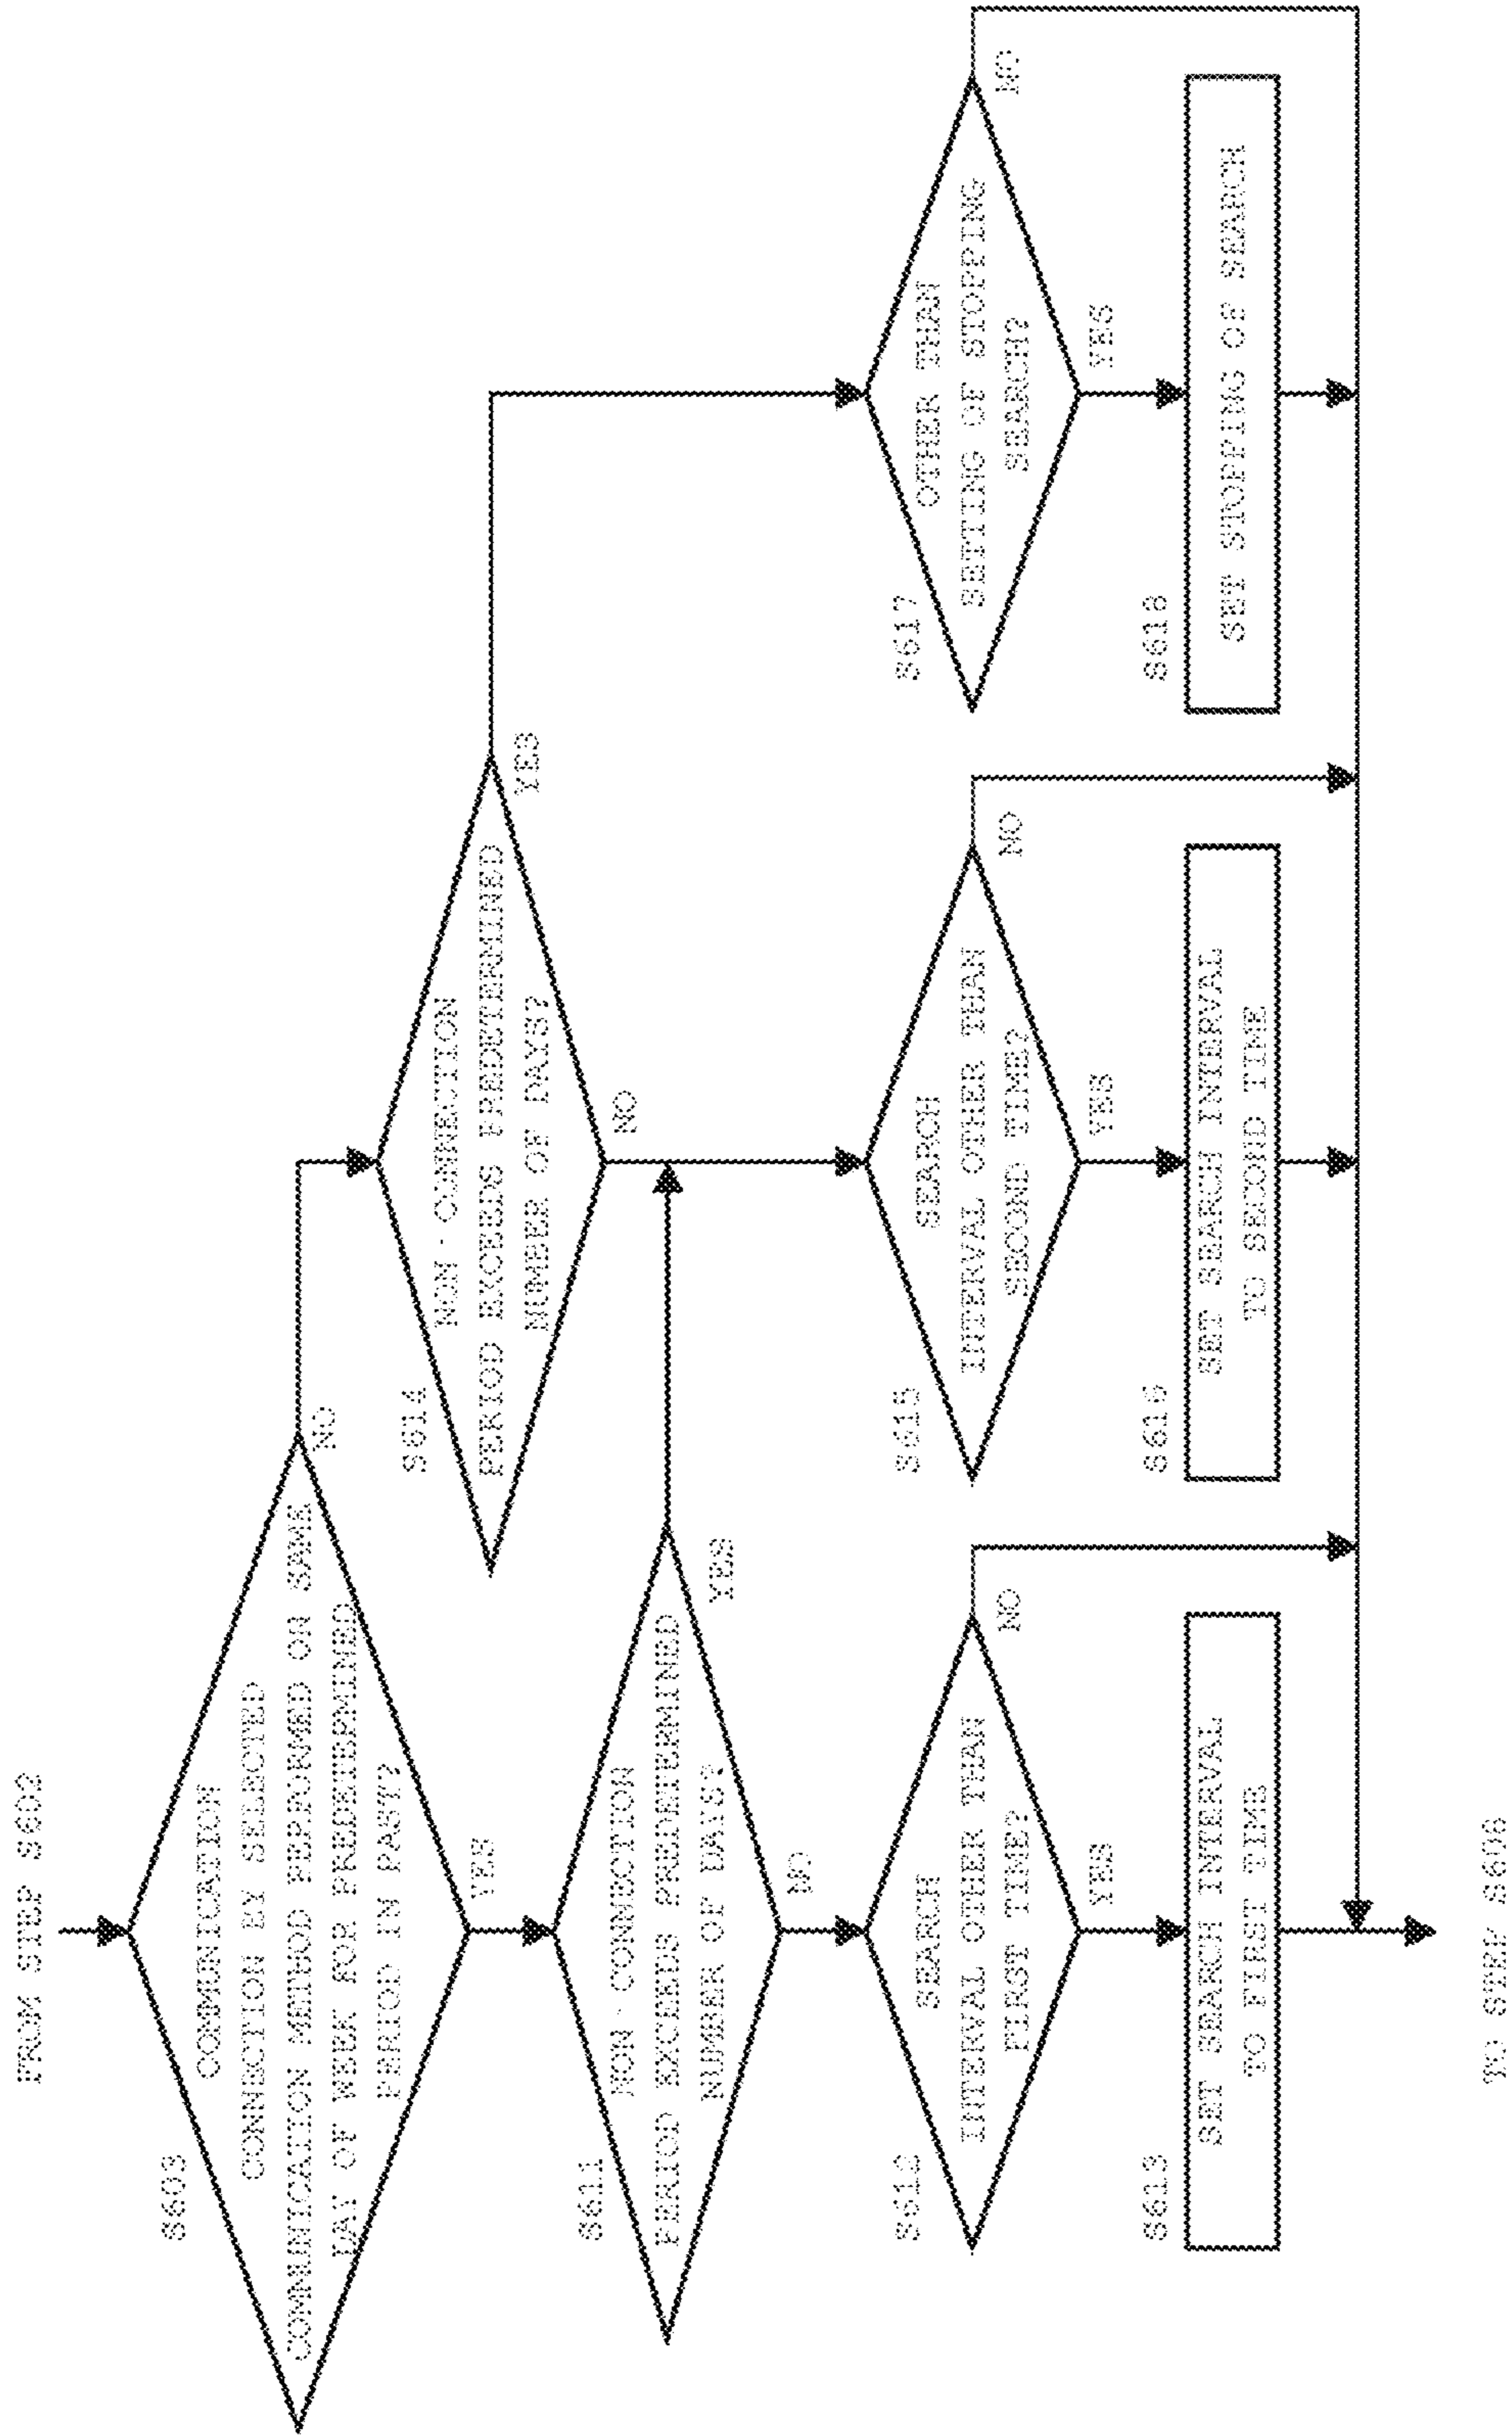 FROM STEP S602
S603
COMMUNICATION
CONNECTION BY SELECTED
COMMUNICATION METHOD PERFORMED ON SAME
DAY OF WEEK FOR PREDETERMINED
PERIOD IN PAST?
NO
YES
S614
NON-CONNECTION
PERIOD EXCEEDS PREDETERMINED
NUMBER OF DAYS?
YES
NO
S611
NON-CONNECTION
PERIOD EXCEEDS PREDETERMINED
NUMBER OF DAYS?
YES
NO
S612
SEARCH
INTERVAL OTHER THAN
FIRST TIME?
NO
YES
S615
SEARCH
INTERVAL OTHER THAN
SECOND TIME?
NO
YES
S617
OTHER THAN
SETTING OF STOPPING
SEARCH?
NO
YES
S613
SET SEARCH INTERVAL
TO FIRST TIME
S616
SET SEARCH INTERVAL
TO SECOND TIME
S618
SET STOPPING OF SEARCH
TO STEP S608